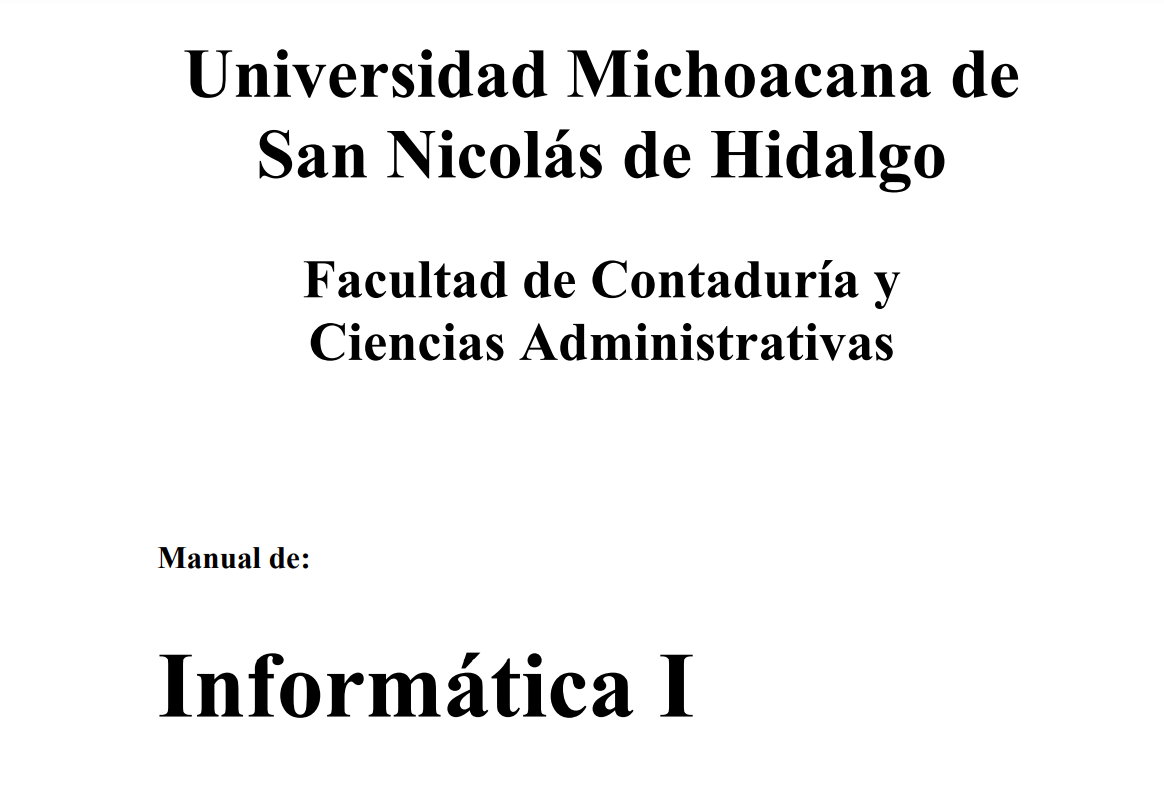 Universidad Michoacana de
San Nicolás de Hidalgo
Facultad de Contaduría y
Ciencias Administrativas
Manual de:
Informática I